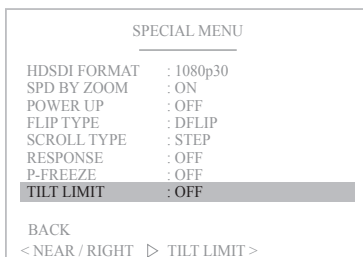 SPECIAL MENU
HDSDI FORMAT : 1080p30
SPD BY ZOOM : ON
POWER UP : OFF
FLIP TYPE : DFLIP
SCROLL TYPE : STEP
RESPONSE : OFF
P-FREEZE : OFF
TILT LIMIT : OFF
BACK
< NEAR / RIGHT ▷ TILT LIMIT >